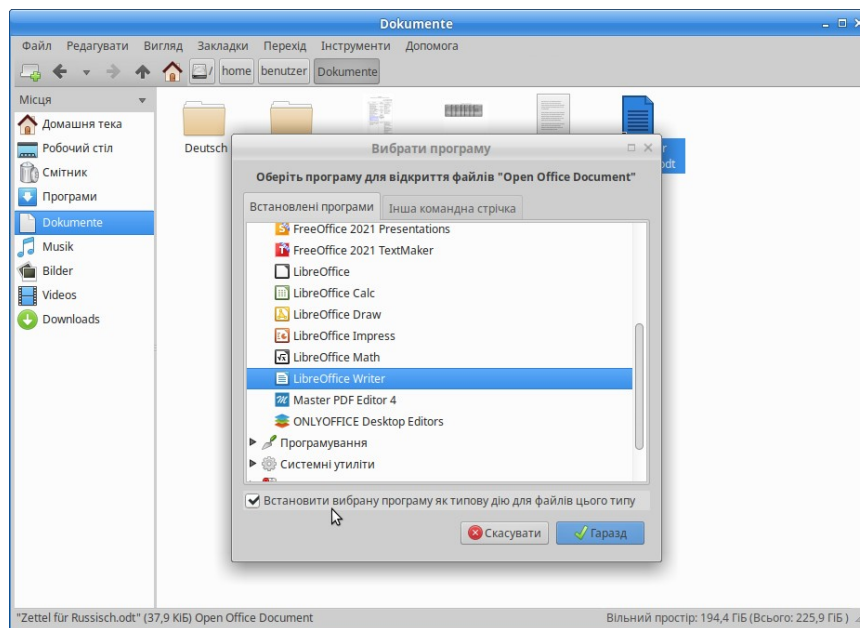 Dokumente
Файл Редагувати Вигляд Закладки Перехід Інструменти Допомога
/ home benutzer Dokumente
Місця
Домашня тека
Робочий стіл
Смітник
Програми
Dokumente
Musik
Bilder
Videos
Downloads
Deutsch
r
odt
Вибрати програму
Оберіть програму для відкриття файлів "Open Office Document"
Встановлені програми Інша командна стрічка
FreeOffice 2021 Presentations
FreeOffice 2021 TextMaker
LibreOffice
LibreOffice Calc
LibreOffice Draw
LibreOffice Impress
LibreOffice Math
LibreOffice Writer
Master PDF Editor 4
ONLYOFFICE Desktop Editors
Програмування
Системні утиліти
Встановити вибрану програму як типову дію для файлів цього типу
Скасувати Гаразд
"Zettel für Russisch.odt" (37,9 КіБ) Open Office Document Вільний простір: 194,4 ГіБ (Всього: 225,9 ГіБ )